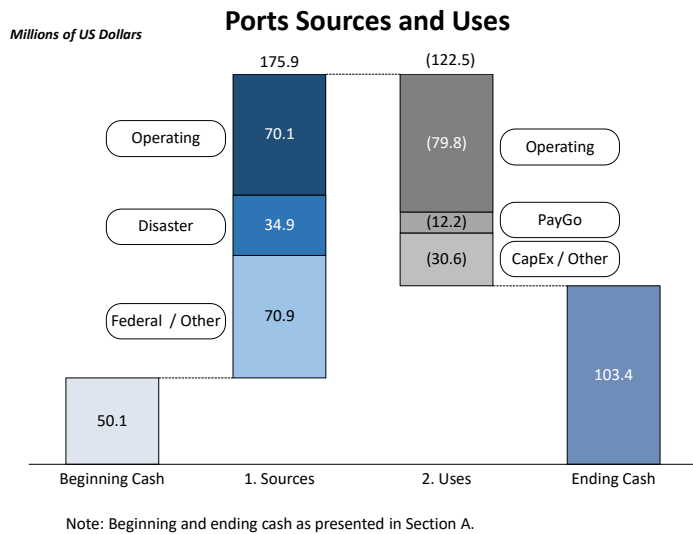 Ports Sources and Uses
Millions of US Dollars
175.9
(122.5)
Operating
70.1
(79.8)
Operating
Disaster
34.9
(12.2)
PayGo
(30.6)
CapEx / Other
Federal / Other
70.9
103.4
50.1
Beginning Cash
1. Sources
2. Uses
Ending Cash
Note: Beginning and ending cash as presented in Section A.